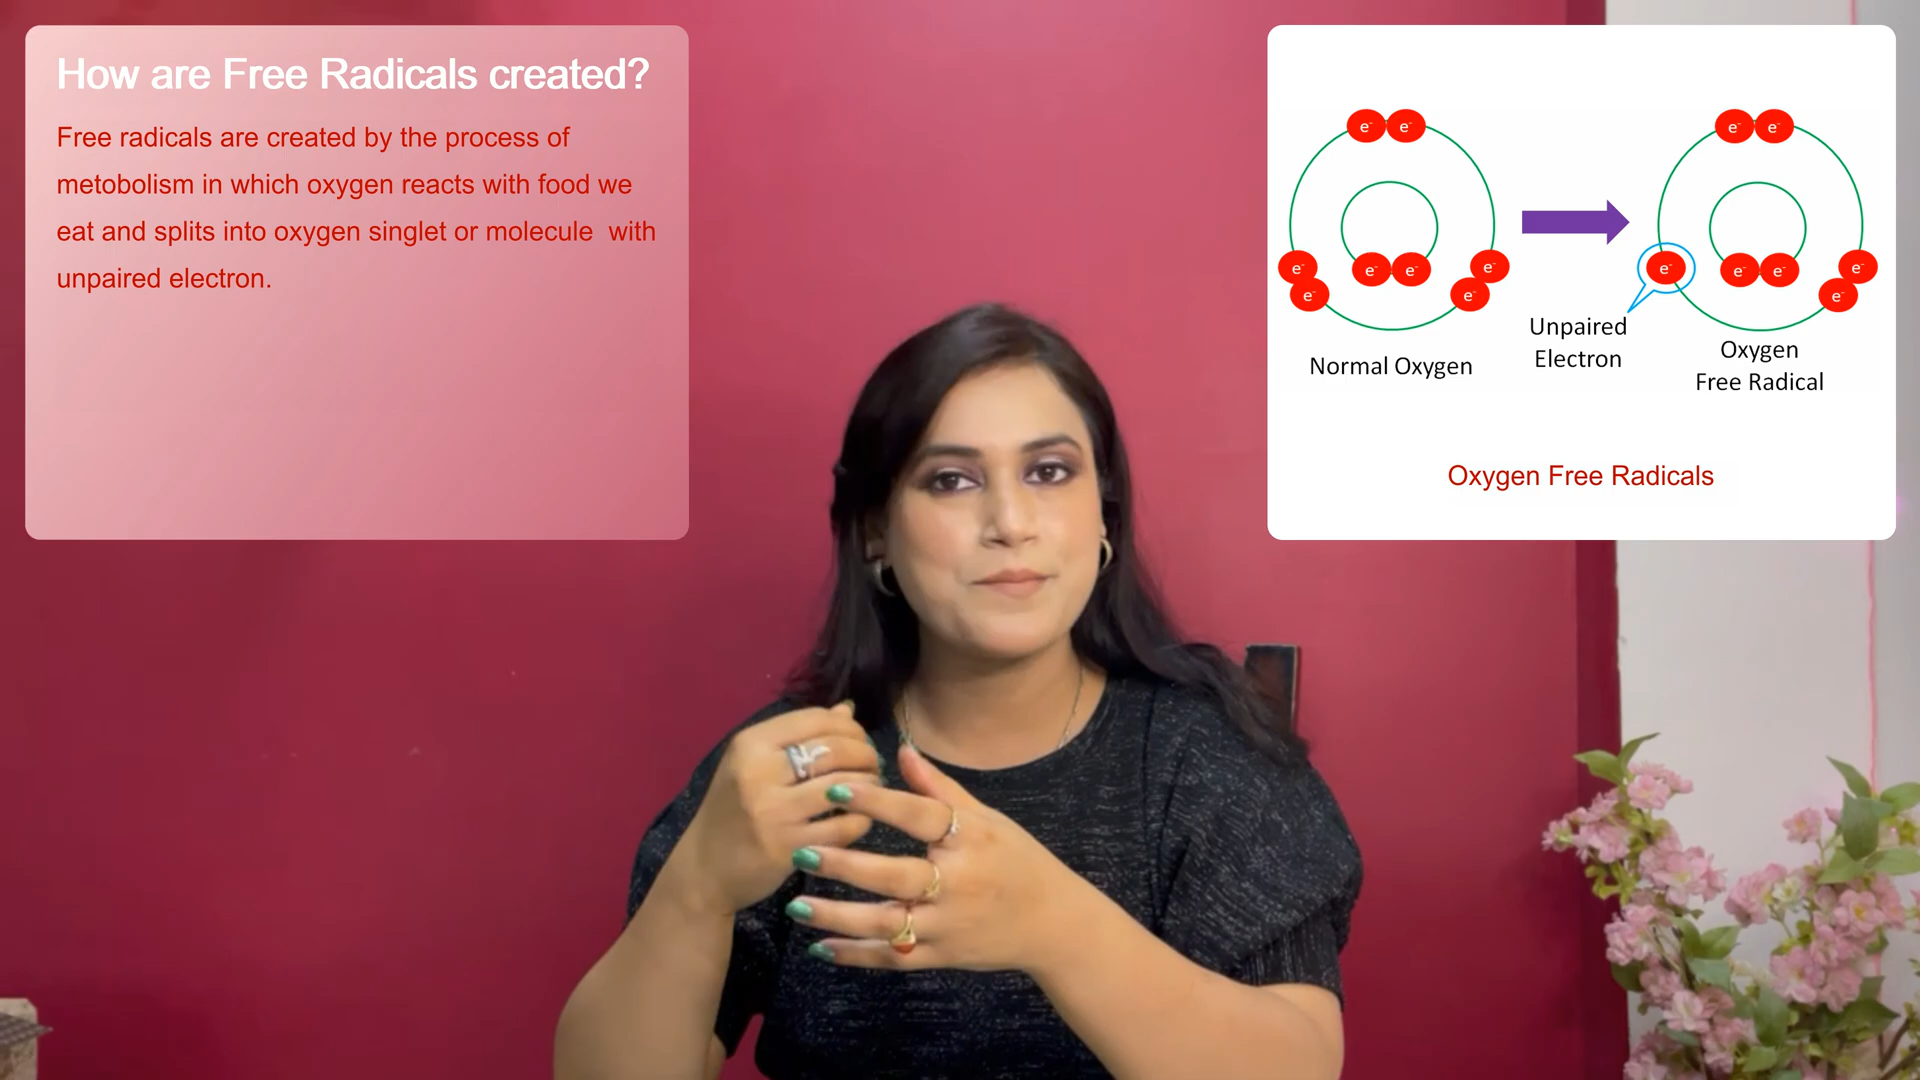 How are Free Radicals created?
Free radicals are created by the process of
metobolism in which oxygen reacts with food we
eat and splits into oxygen singlet or molecule  with
unpaired electron.
e⁻ e⁻
e⁻ e⁻
e⁻ e⁻
e⁻ e⁻
Normal Oxygen
Unpaired
Electron
e⁻ e⁻
e⁻
e⁻ e⁻
e⁻ e⁻
Oxygen
Free Radical
Oxygen Free Radicals